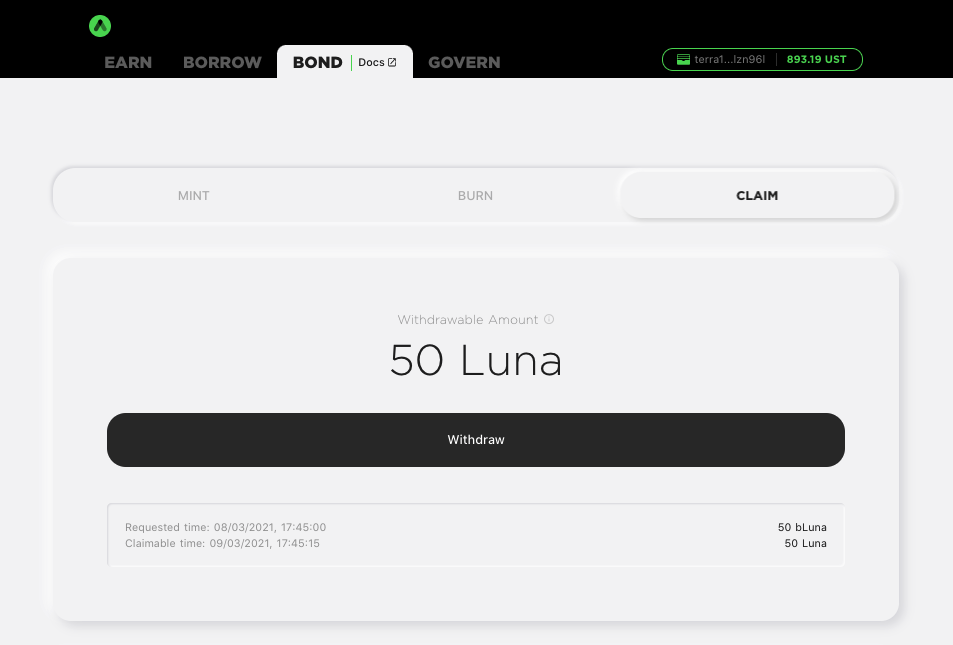 EARN BORROW BOND Docs GOVERN terra1...lzn96l 893.19 UST
MINT BURN CLAIM
Withdrawable Amount
50 Luna
Withdraw
Requested time: 08/03/2021, 17:45:00 50 bLuna
Claimable time: 09/03/2021, 17:45:15 50 Luna